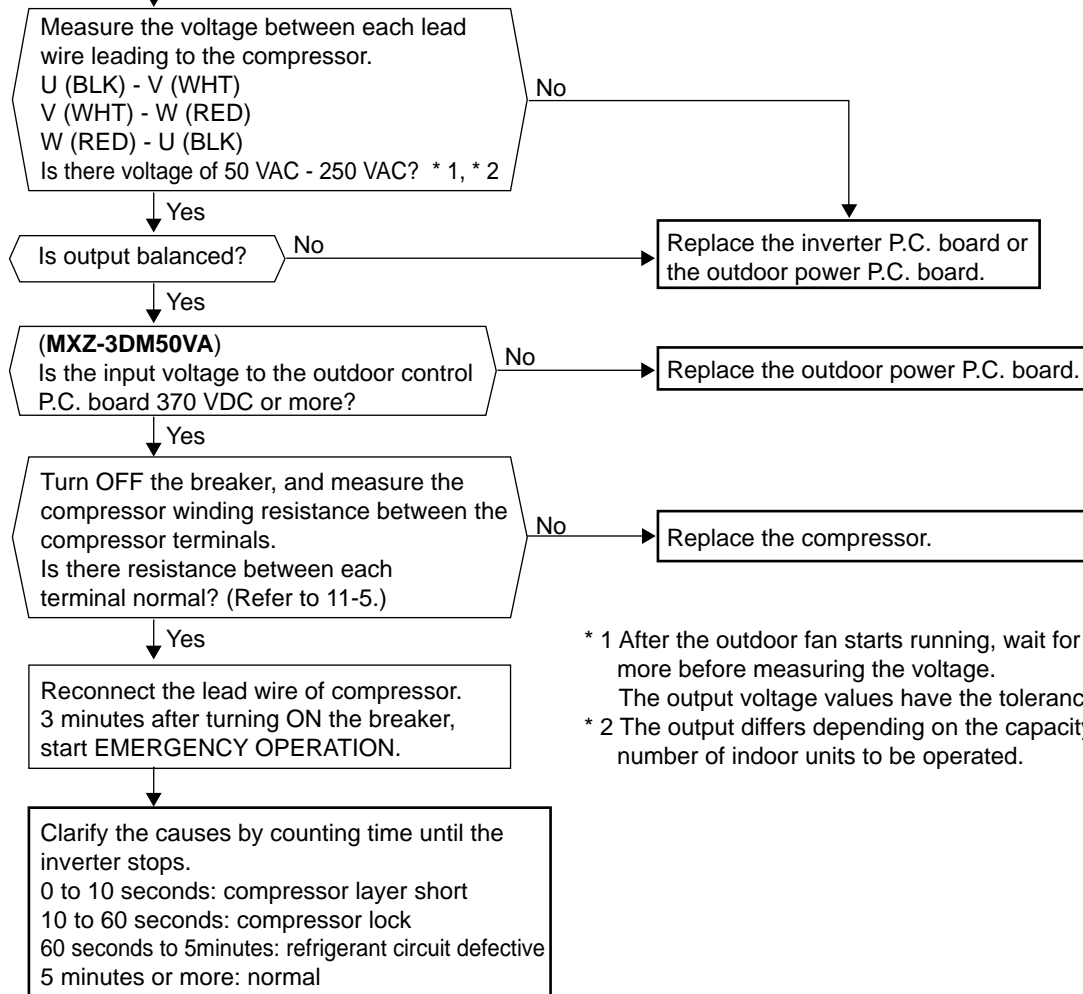 Measure the voltage between each lead
wire leading to the compressor.
U (BLK) - V (WHT)
V (WHT) - W (RED)
W (RED) - U (BLK)
Is there voltage of 50 VAC - 250 VAC? * 1, * 2
No
Yes
Is output balanced?
No
Replace the inverter P.C. board or
the outdoor power P.C. board.
Yes
(MXZ-3DM50VA)
Is the input voltage to the outdoor control
P.C. board 370 VDC or more?
No
Replace the outdoor power P.C. board.
Yes
Turn OFF the breaker, and measure the
compressor winding resistance between the
compressor terminals.
Is there resistance between each
terminal normal? (Refer to 11-5.)
No
Replace the compressor.
Yes
Reconnect the lead wire of compressor.
3 minutes after turning ON the breaker,
start EMERGENCY OPERATION.
* 1 After the outdoor fan starts running, wait for
more before measuring the voltage.
The output voltage values have the
* 2 The output differs depending on the
number of indoor units to be operated.
Clarify the causes by counting time until the
inverter stops.
0 to 10 seconds: compressor layer short
10 to 60 seconds: compressor lock
60 seconds to 5minutes: refrigerant circuit defective
5 minutes or more: normal